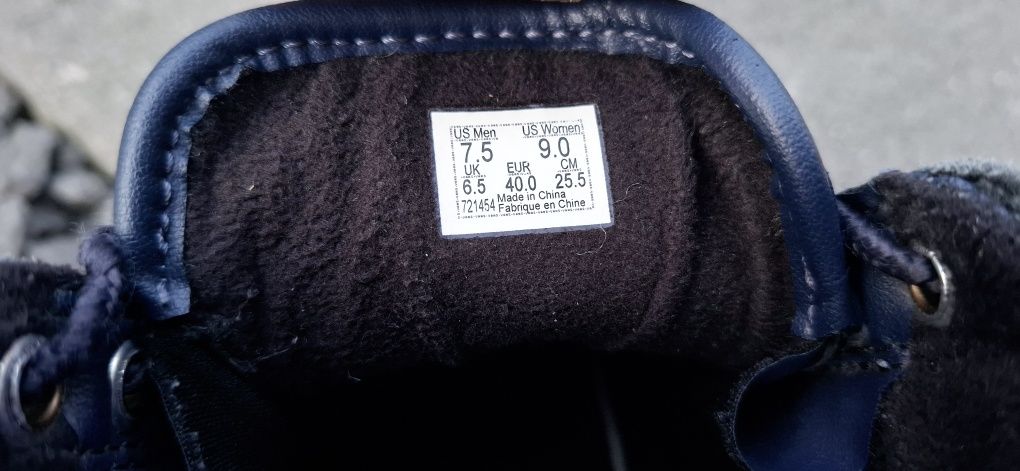 US Men US Women
7.5 9.0
UK EUR CM
6.5 40.0 25.5
721454 Made in China
Fabrique en Chine